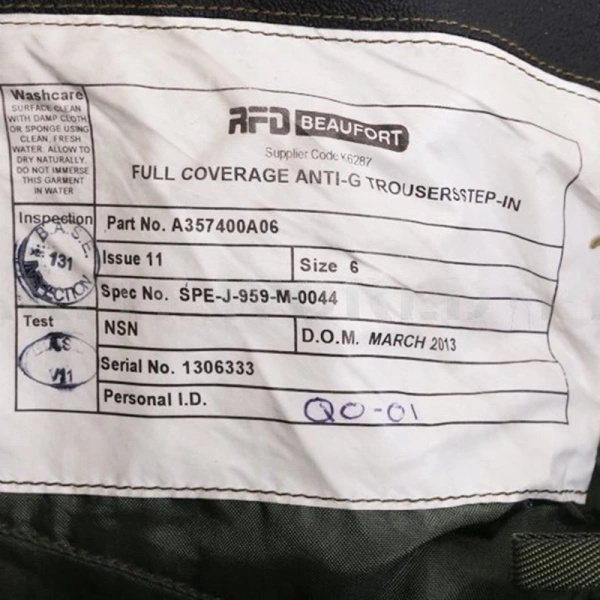 Washcare
SURFACE CLEAN
WITH DAMP CLOTH
OR SPONGE USING
CLEAN, FRESH
WATER. ALLOW TO
DRY NATURALLY.
DO NOT IMMERSE
THIS GARMENT
IN WATER
RFD BEAUFORT
Supplier Code K6287
FULL COVERAGE ANTI-G TROUSERSSTEP-IN
Inspection
B.A.S.E.
131
INSPECTION
Part No. A357400A06
Issue 11
Size 6
Spec No. SPE-J-959-M-0044
Test
V11
NSN
D.O.M. MARCH 2013
Serial No. 1306333
Personal I.D.
QO-01